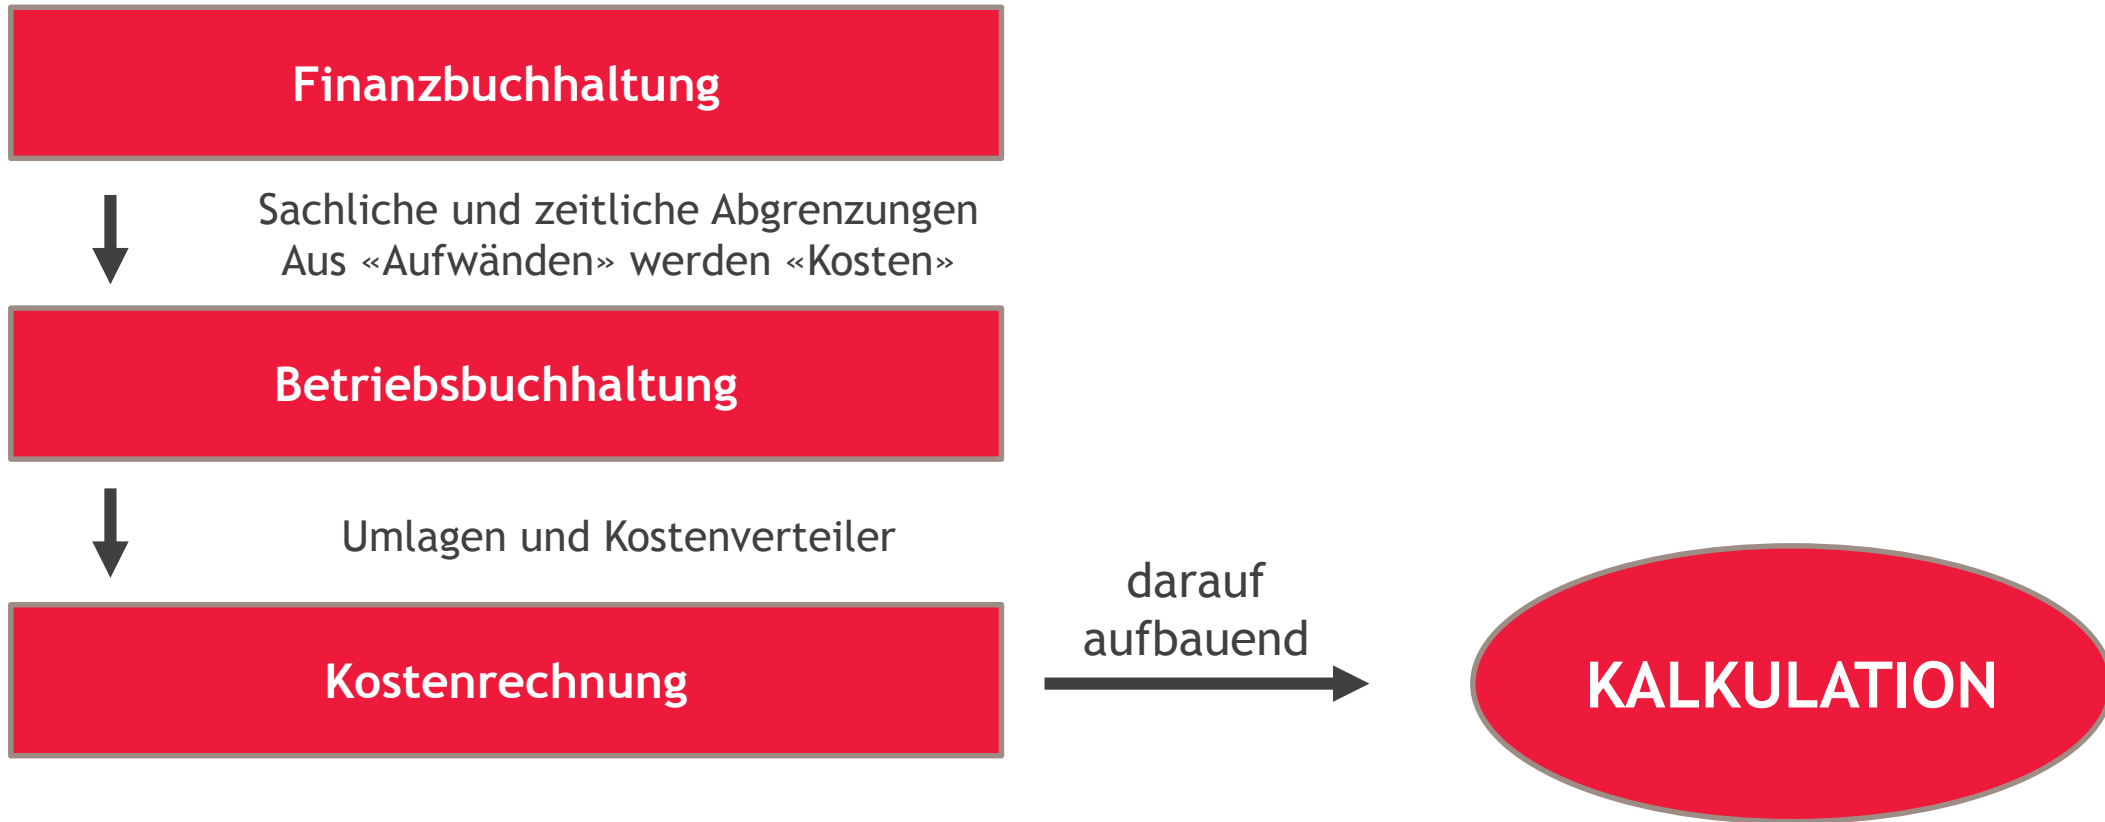 Finanzbuchhaltung
Sachliche und zeitliche Abgrenzungen
Aus «Aufwänden» werden «Kosten»
Betriebsbuchhaltung
Umlagen und Kostenverteiler
Kostenrechnung
darauf
aufbauend
KALKULATION